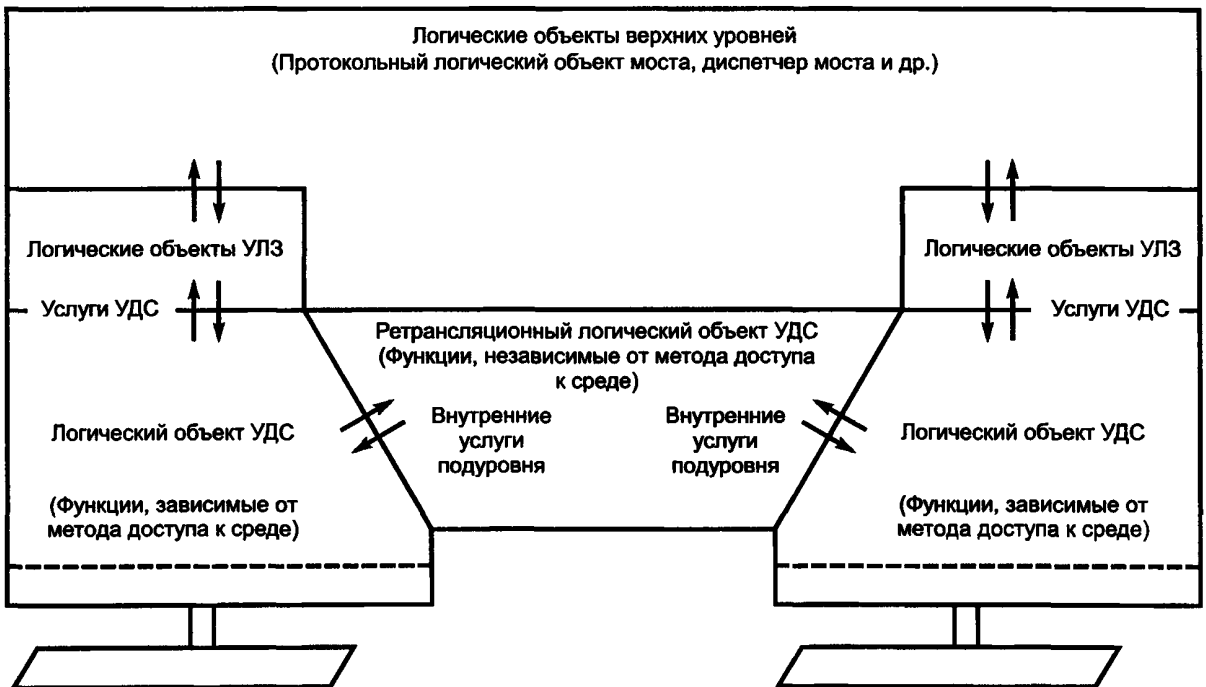 Логические объекты верхних уровней
(Протокольный логический объект моста, диспетчер моста и др.)
Логические объекты УЛЗ
Логические объекты УЛЗ
Услуги УДС
Услуги УДС
Ретрансляционный логический объект УДС
(Функции, независимые от метода доступа
к среде)
Логический объект УДС
Внутренние
услуги
подуровня
Внутренние
услуги
подуровня
Логический объект УДС
(Функции, зависимые от
метода доступа к среде)
(Функции, зависимые от
метода доступа к среде)